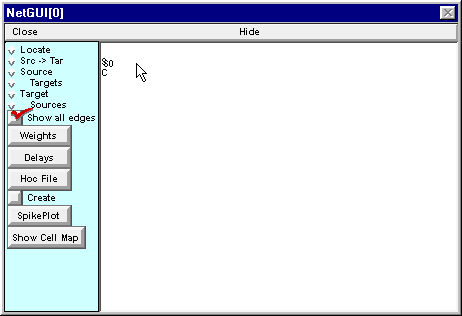 NetGUI[0]
Close Hide
Locate
Src -> Tar
Source
Targets
Target
Sources
Show all edges
Weights
Delays
Hoc File
Create
SpikePlot
Show Cell Map
C